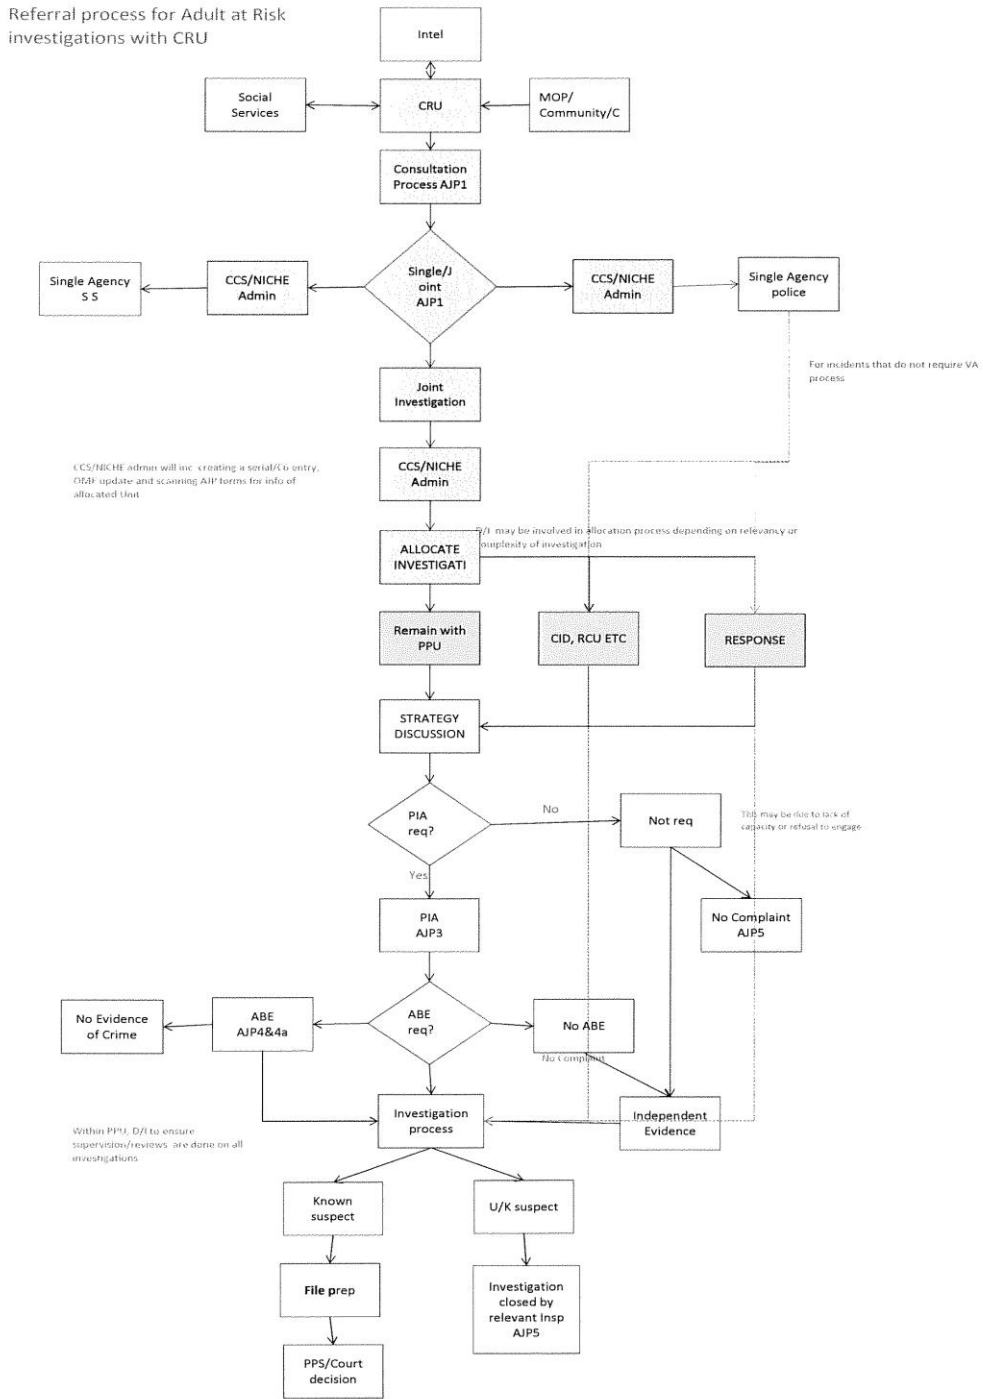 Referral process for Adult at Risk
investigations with CRU
Intel
Social
Services
CRU
MOP/
Community/C
Consultation
Process AJP1
Single Agency
S S
CCS/NICHE
Admin
Single/J
oint
AJP1
CCS/NICHE
Admin
Single Agency
police
For incidents that do not require VA
process
Joint
Investigation
CCS/NICHE admin will inc creating a serial/C6 entry,
OMF update and scanning AJP forms for info of
allocated Unit
CCS/NICHE
Admin
D/I may be involved in allocation process depending on relevancy or
complexity of investigation
ALLOCATE
INVESTIGATI
Remain with
PPU
CID, RCU ETC
RESPONSE
STRATEGY
DISCUSSION
PIA
req?
No
Not req
This may be due to lack of
capacity or refusal to engage
Yes
PIA
AJP3
No Complaint
AJP5
No Evidence
of Crime
ABE
AJP4&4a
ABE
req?
No ABE
No Complaint
Within PPU, D/I to ensure
supervision/reviews are done on all
investigations
Investigation
process
Independent
Evidence
Known
suspect
U/K suspect
File prep
Investigation
closed by
relevant Insp
AJP5
PPS/Court
decision